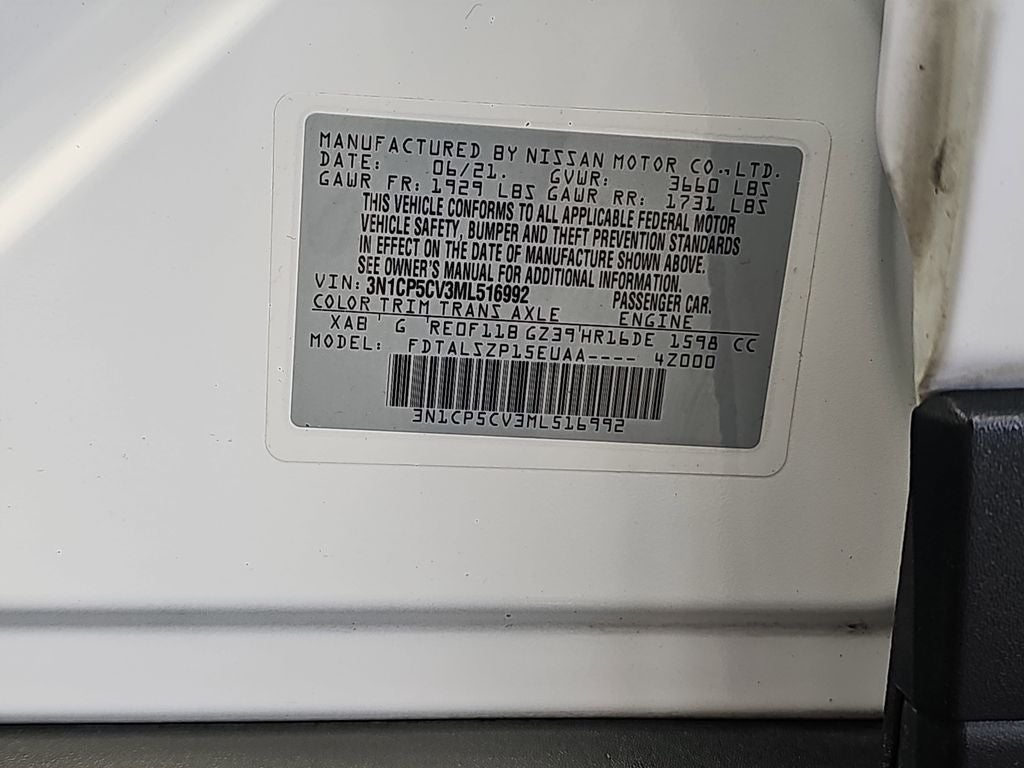 MANUFACTURED BY NISSAN MOTOR CO.,LTD.
DATE: 06/21. GVWR: 3660 LBS
GAWR FR: 1929 LBS GAWR RR: 1731 LBS
THIS VEHICLE CONFORMS TO ALL APPLICABLE FEDERAL MOTOR
VEHICLE SAFETY, BUMPER AND THEFT PREVENTION STANDARDS
IN EFFECT ON THE DATE OF MANUFACTURE SHOWN ABOVE.
SEE OWNER'S MANUAL FOR ADDITIONAL INFORMATION.
VIN: 3N1CP5CV3ML516992 PASSENGER CAR.
COLOR TRIM TRANS AXLE ENGINE
XAB G RE0F11B GZ39 HR16DE 1598 CC
MODEL: FDTALSZP15EUAA---- 4Z000
3N1CP5CV3ML516992